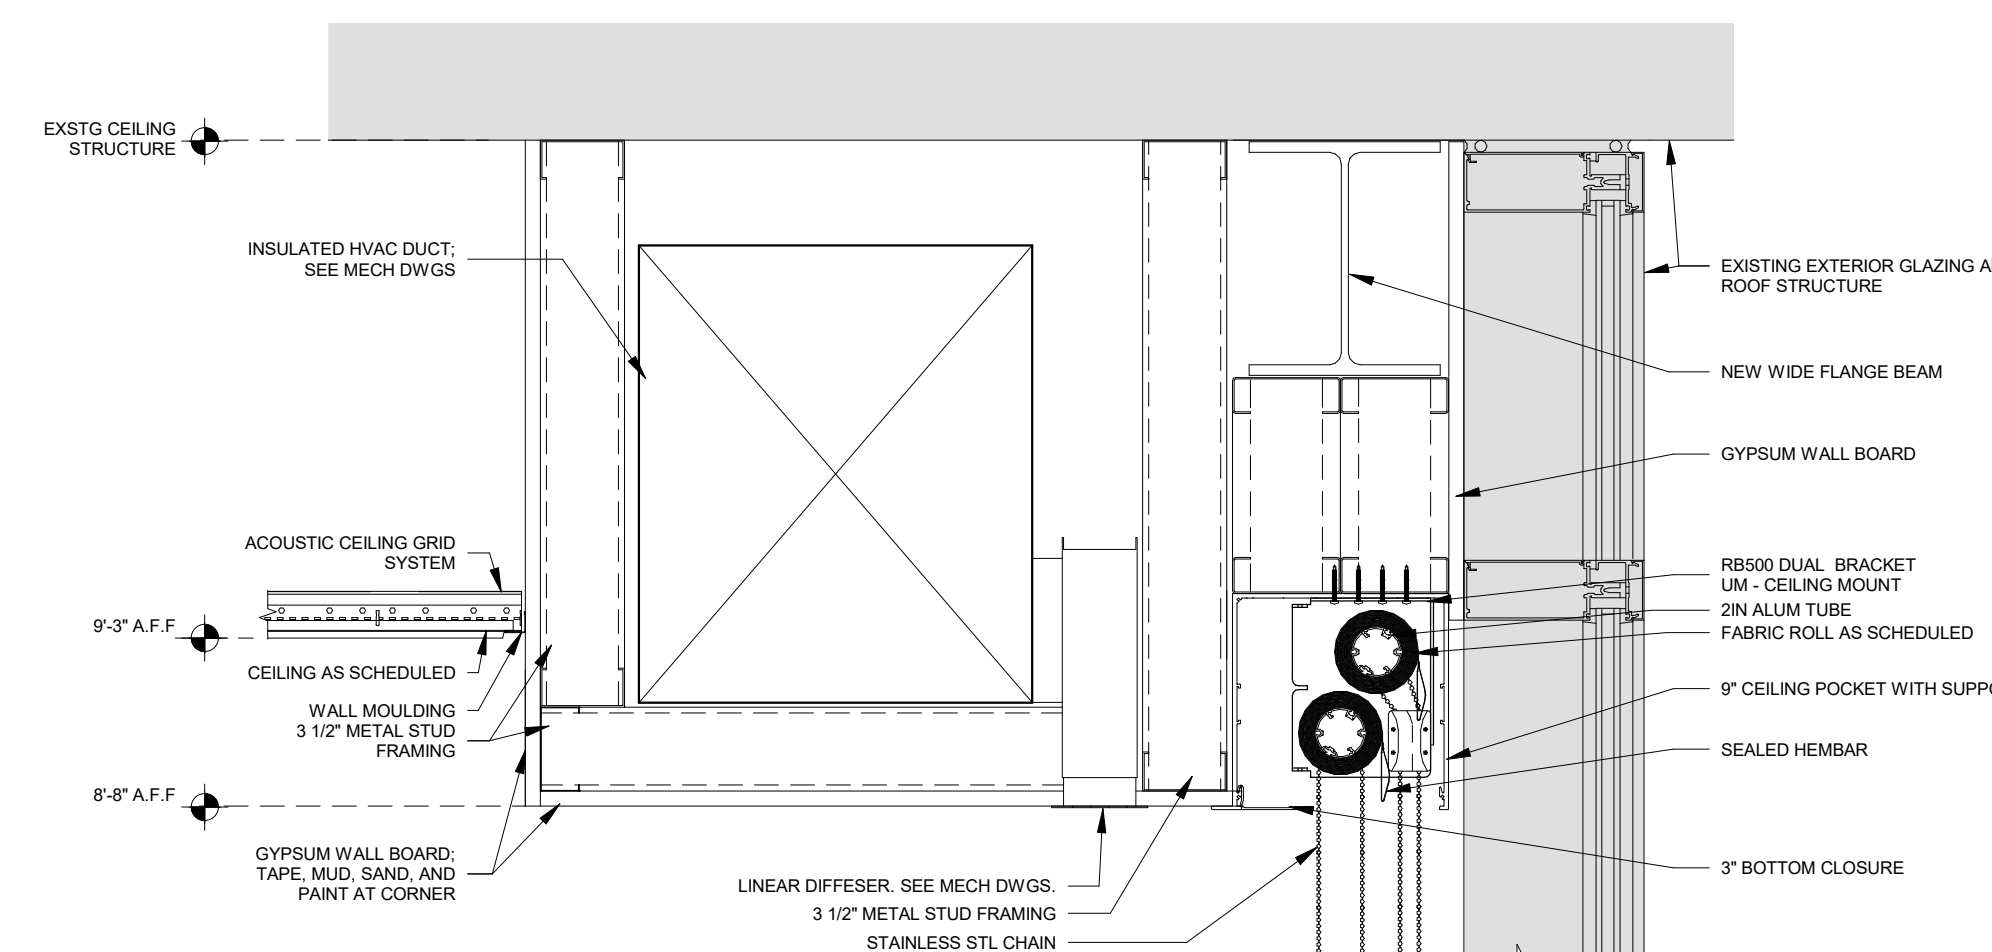 EXSTG CEILING
STRUCTURE
INSULATED HVAC DUCT;
SEE MECH DWGS
ACOUSTIC CEILING GRID
SYSTEM
9'-3" A.F.F
CEILING AS SCHEDULED
WALL MOULDING
3 1/2" METAL STUD
FRAMING
8'-8" A.F.F
GYPSUM WALL BOARD;
TAPE, MUD, SAND, AND
PAINT AT CORNER
LINEAR DIFFESER. SEE MECH DWGS.
3 1/2" METAL STUD FRAMING
STAINLESS STL CHAIN
EXISTING EXTERIOR GLAZING
ROOF STRUCTURE
NEW WIDE FLANGE BEAM
GYPSUM WALL BOARD
RB500 DUAL BRACKET
UM - CEILING MOUNT
2IN ALUM TUBE
FABRIC ROLL AS SCHEDULED
9" CEILING POCKET WITH
SEALED HEMBAR
3" BOTTOM CLOSURE